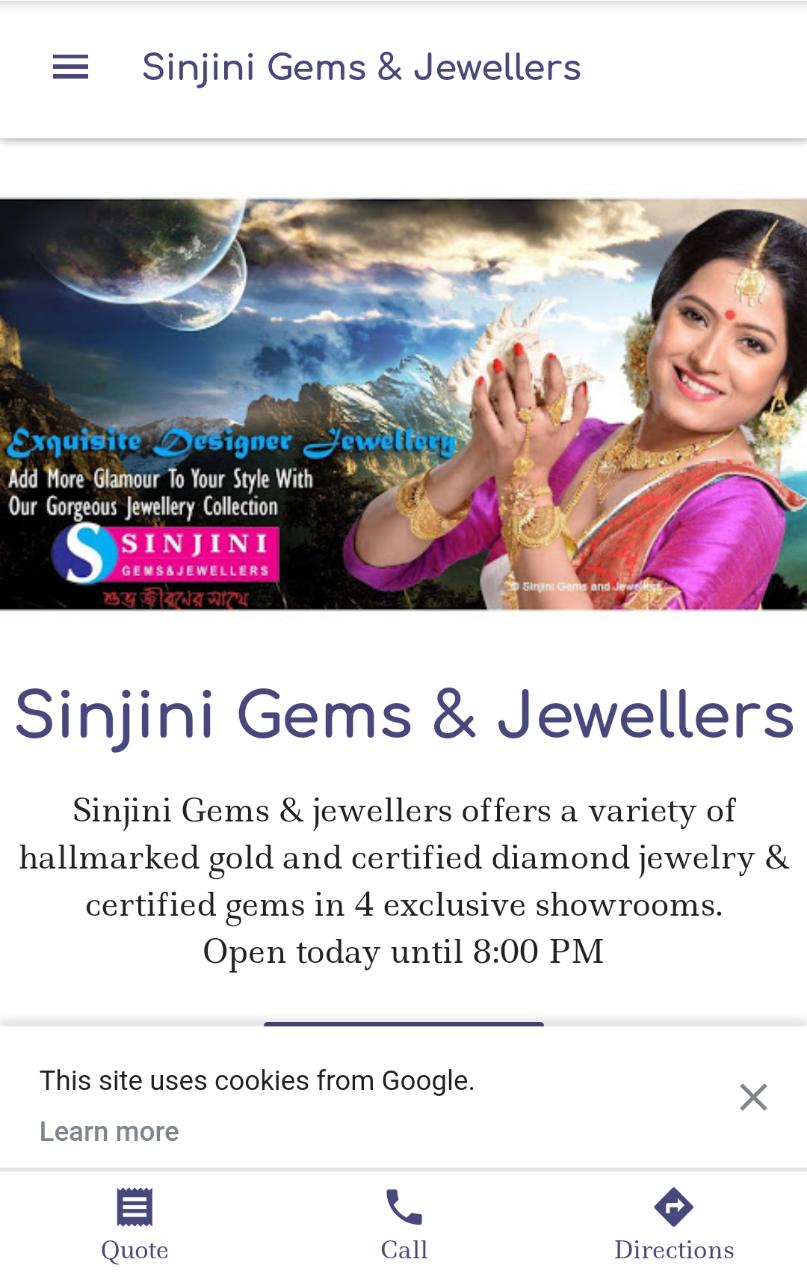 Sinjini Gems & Jewellers
Exquisite Designer Jewellery
Add More Glamour To Your Style With
Our Gorgeous Jewellery Collection
S SINJINI
GEMS&JEWELLERS
শুভ জীবনের সাথে
© Sinjini Gems and Jewellers
Sinjini Gems & Jewellers
Sinjini Gems & jewellers offers a variety of
hallmarked gold and certified diamond jewelry &
certified gems in 4 exclusive showrooms.
Open today until 8:00 PM
This site uses cookies from Google.
Learn more
Quote Call Directions